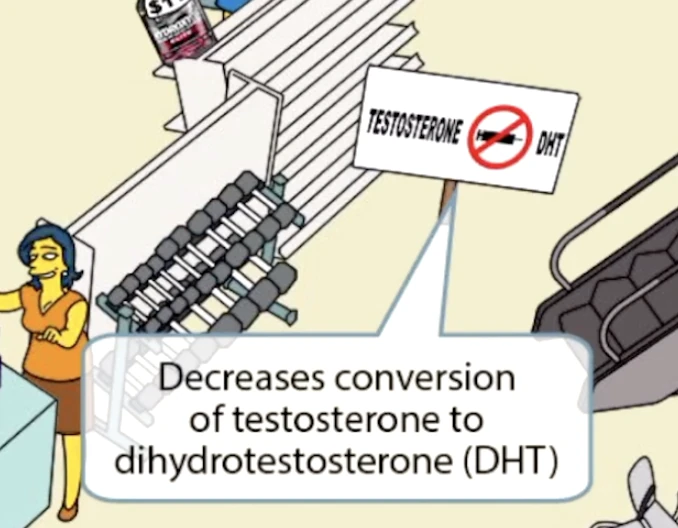 TESTOSTERONE DHT
Decreases conversion
of testosterone to
dihydrotestosterone (DHT)